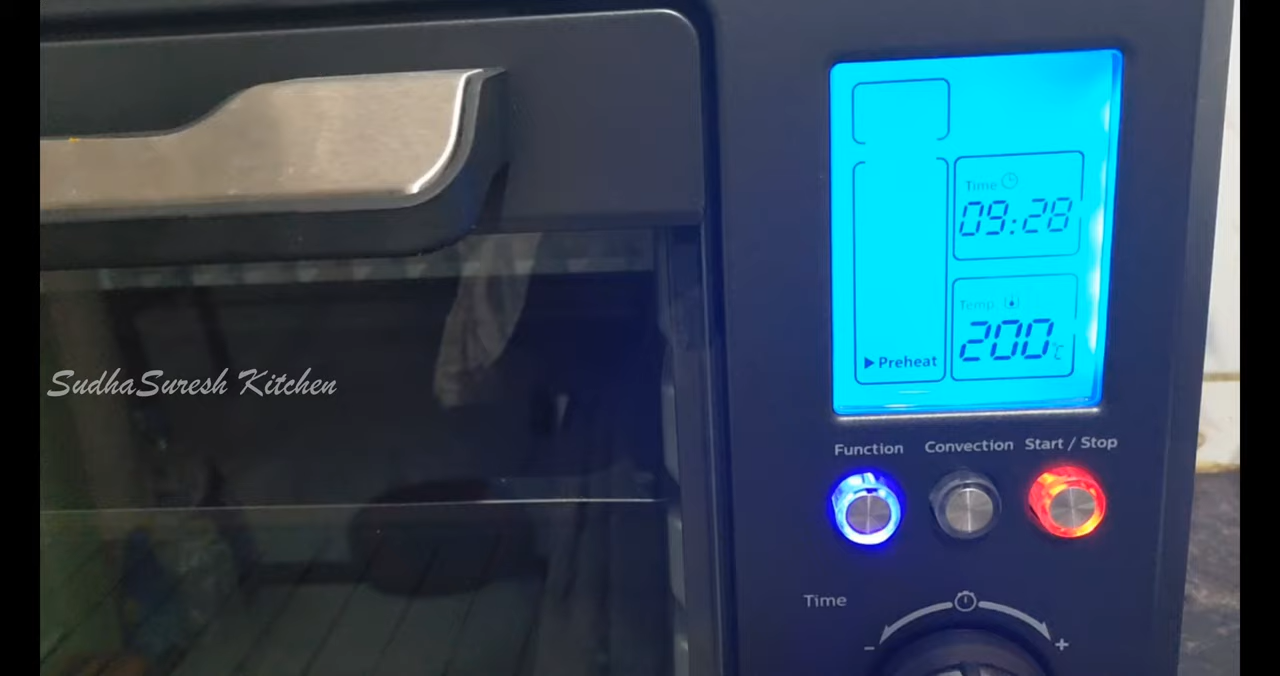 Time
09:28
Temp.
200°C
▶Preheat
SudhaSuresh Kitchen
Function Convection Start / Stop
Time
- +